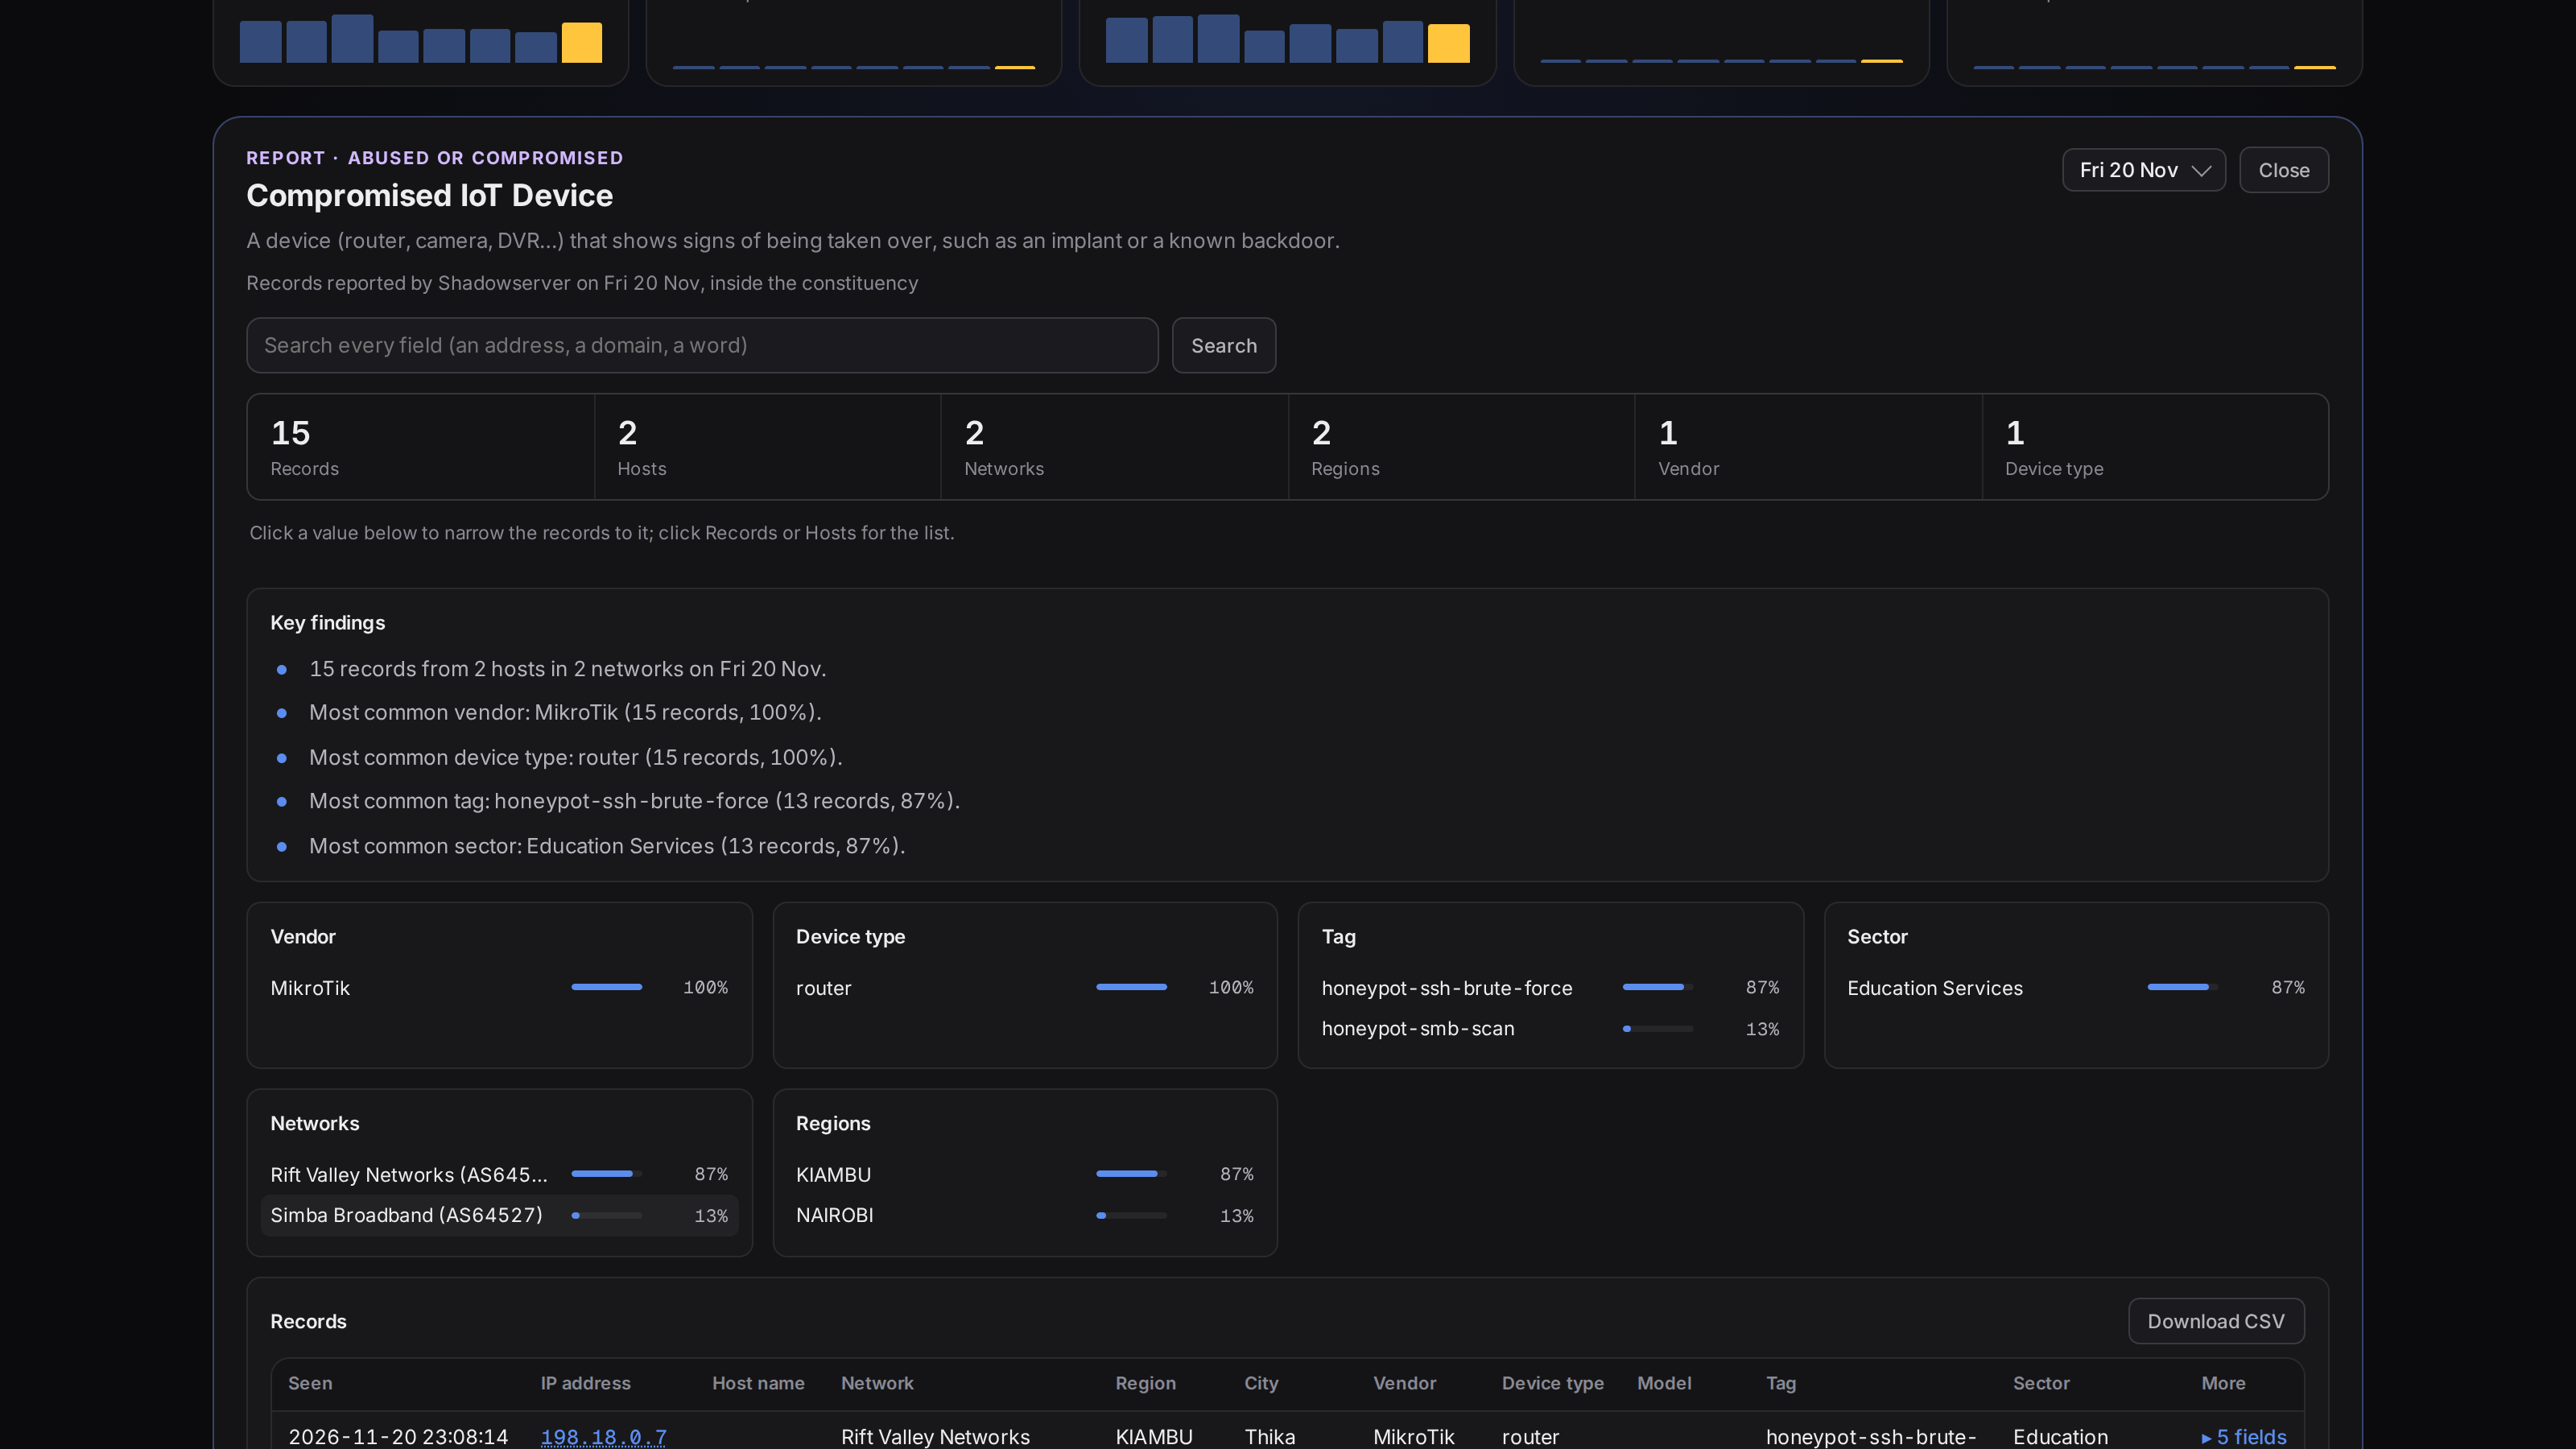 REPORT · ABUSED OR COMPROMISED
Compromised IoT Device
Fri 20 Nov
Close
A device (router, camera, DVR...) that shows signs of being taken over, such as an implant or a known backdoor.
Records reported by Shadowserver on Fri 20 Nov, inside the constituency
Search every field (an address, a domain, a word)
Search
15
Records
2
Hosts
2
Networks
2
Regions
1
Vendor
1
Device type
Click a value below to narrow the records to it; click Records or Hosts for the list.
Key findings
15 records from 2 hosts in 2 networks on Fri 20 Nov.
Most common vendor: MikroTik (15 records, 100%).
Most common device type: router (15 records, 100%).
Most common tag: honeypot-ssh-brute-force (13 records, 87%).
Most common sector: Education Services (13 records, 87%).
Vendor
MikroTik 100%
Device type
router 100%
Tag
honeypot-ssh-brute-force 87%
honeypot-smb-scan 13%
Sector
Education Services 87%
Networks
Rift Valley Networks (AS645... 87%
Simba Broadband (AS64527) 13%
Regions
KIAMBU 87%
NAIROBI 13%
Records
Download CSV
Seen IP address Host name Network Region City Vendor Device type Model Tag Sector More
2026-11-20 23:08:14 198.18.0.7 Rift Valley Networks KIAMBU Thika MikroTik router honeypot-ssh-brute- Education ▸ 5 fields